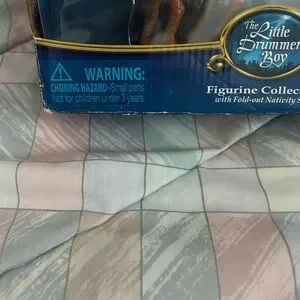 WARNING:
CHOKING HAZARD-Small parts.
Not for children under 3 years.
The
Little
Drummer
Boy
Figurine Collec
with Fold-out Nativity S